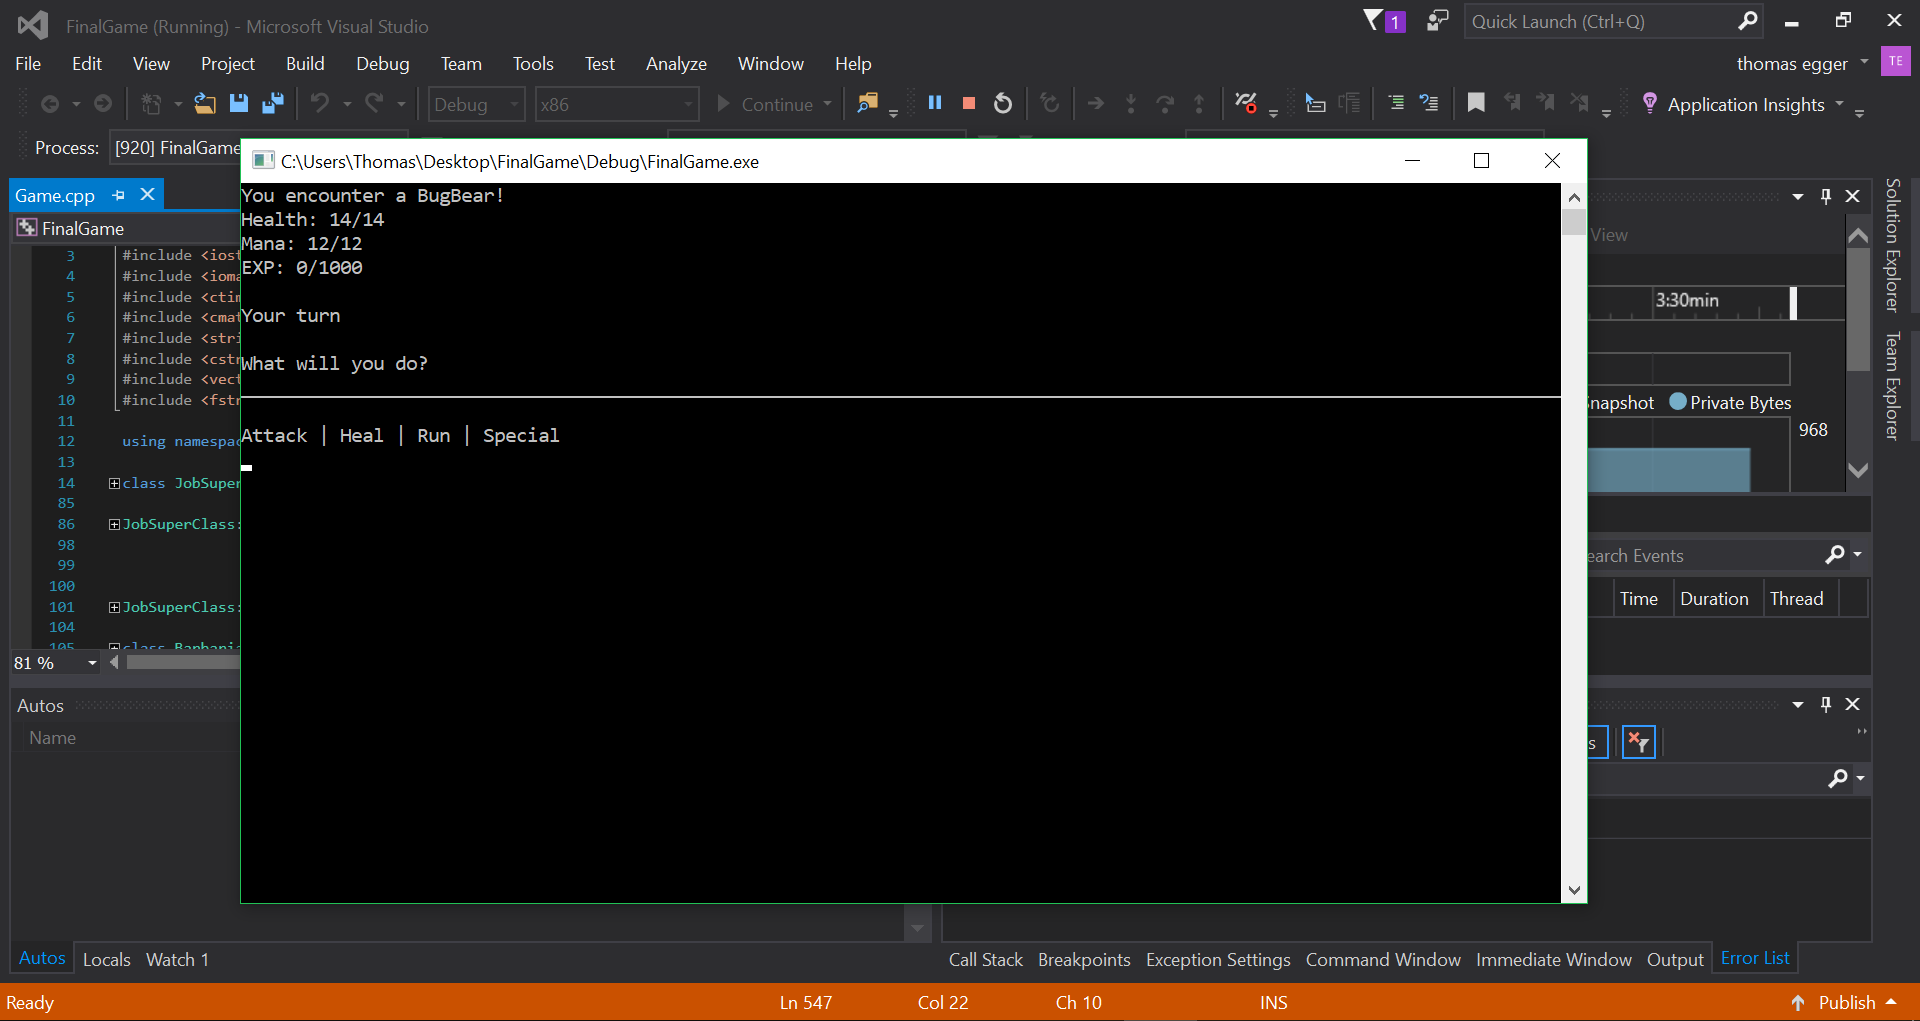 FinalGame (Running) - Microsoft Visual Studio
1
Quick Launch (Ctrl+Q)
File Edit View Project Build Debug Team Tools Test Analyze Window Help
thomas egger TE
Debug x86 Continue Application Insights
Process: [920] FinalGame
C:\Users\Thomas\Desktop\FinalGame\Debug\FinalGame.exe
You encounter a BugBear!
Health: 14/14
Mana: 12/12
EXP: 0/1000
Your turn
What will you do?
Attack | Heal | Run | Special
Game.cpp
FinalGame
3 #include <iost
4 #include <ioma
5 #include <ctim
6 #include <cmat
7 #include <stri
8 #include <cstr
9 #include <vect
10 #include <fstr
11
12 using namespac
13
14 class JobSuper
85
86 JobSuperClass:
98
99
100
101 JobSuperClass:
104
105 class Barbaria
81 %
View
3:30min
Snapshot Private Bytes
968
Search Events
Time Duration Thread
Solution Explorer
Team Explorer
Autos
Name
s
Autos Locals Watch 1
Call Stack Breakpoints Exception Settings Command Window Immediate Window Output Error List
Ready Ln 547 Col 22 Ch 10 INS Publish